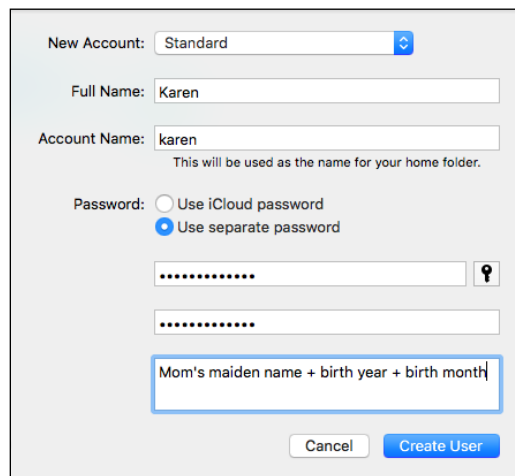 New Account: Standard
Full Name: Karen
Account Name: karen
This will be used as the name for your home folder.
Password: Use iCloud password
Use separate password
•••••••••••••
•••••••••••••
Mom's maiden name + birth year + birth month
Cancel Create User